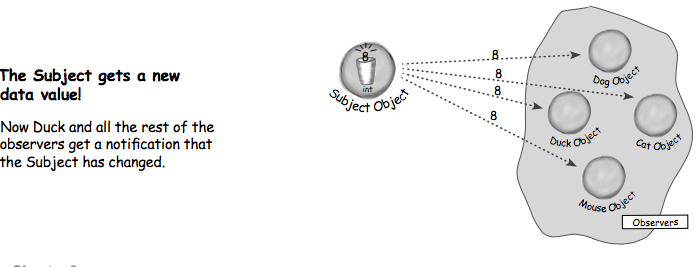 The Subject gets a new
data value!
Now Duck and all the rest of the
observers get a notification that
the Subject has changed.
8
int
Subject Object
8
8
8
8
Dog Object
Duck Object
Cat Object
Mouse Object
Observers